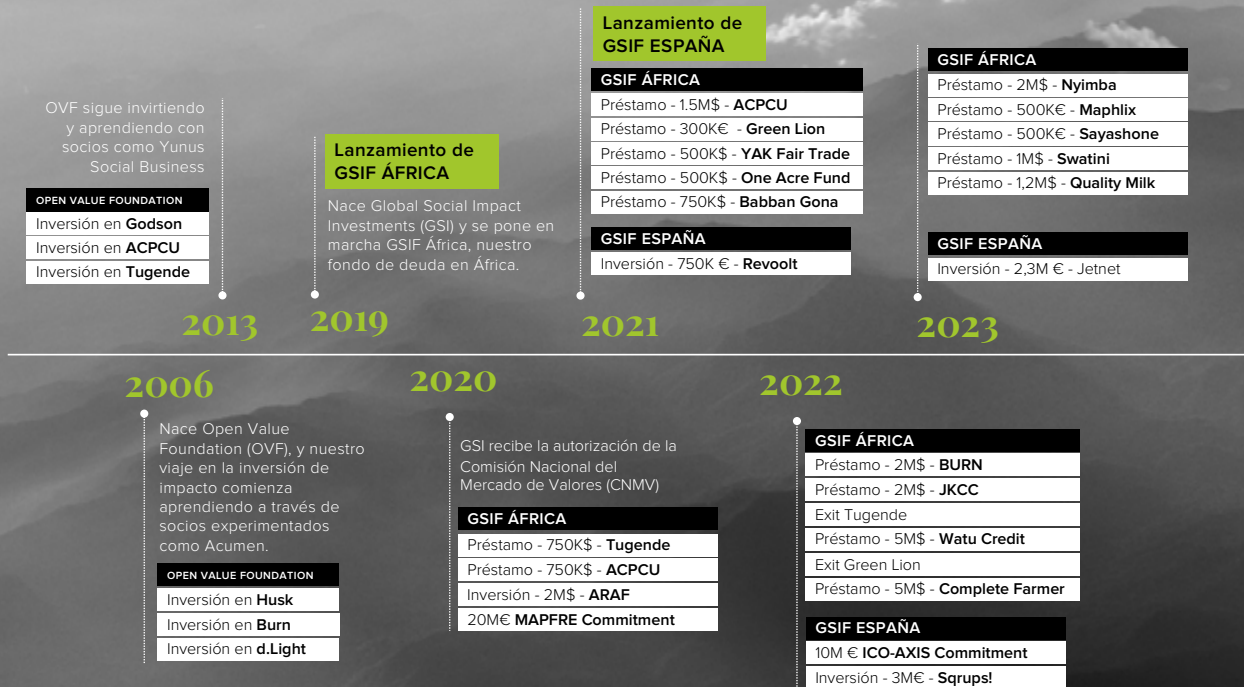 OVF sigue invirtiendo
y aprendiendo con
socios como Yunus
Social Business
OPEN VALUE FOUNDATION
Inversión en Godson
Inversión en ACPCU
Inversión en Tugende
2013
Lanzamiento de
GSIF ÁFRICA
Nace Global Social Impact
Investments (GSI) y se pone en
marcha GSIF África, nuestro
fondo de deuda en África.
2019
Lanzamiento de
GSIF ESPAÑA
GSIF ÁFRICA
Préstamo - 1.5M$ - ACPCU
Préstamo - 300K€ - Green Lion
Préstamo - 500K$ - YAK Fair Trade
Préstamo - 500K$ - One Acre Fund
Préstamo - 750K$ - Babban Gona
GSIF ESPAÑA
Inversión - 750K € - Revoolt
2021
GSIF ÁFRICA
Préstamo - 2M$ - Nyimba
Préstamo - 500K€ - Maphlix
Préstamo - 500K€ - Sayashone
Préstamo - 1M$ - Swatini
Préstamo - 1,2M$ - Quality Milk
GSIF ESPAÑA
Inversión - 2,3M € - Jetnet
2023
2006
Nace Open Value
Foundation (OVF), y nuestro
viaje en la inversión de
impacto comienza
aprendiendo a través de
socios experimentados
como Acumen.
OPEN VALUE FOUNDATION
Inversión en Husk
Inversión en Burn
Inversión en d.Light
2020
GSI recibe la autorización de la
Comisión Nacional del
Mercado de Valores (CNMV)
GSIF ÁFRICA
Préstamo - 750K$ - Tugende
Préstamo - 750K$ - ACPCU
Inversión - 2M$ - ARAF
20M€ MAPFRE Commitment
2022
GSIF ÁFRICA
Préstamo - 2M$ - BURN
Préstamo - 2M$ - JKCC
Exit Tugende
Préstamo - 5M$ - Watu Credit
Exit Green Lion
Préstamo - 5M$ - Complete Farmer
GSIF ESPAÑA
10M € ICO-AXIS Commitment
Inversión - 3M€ - Sqrups!